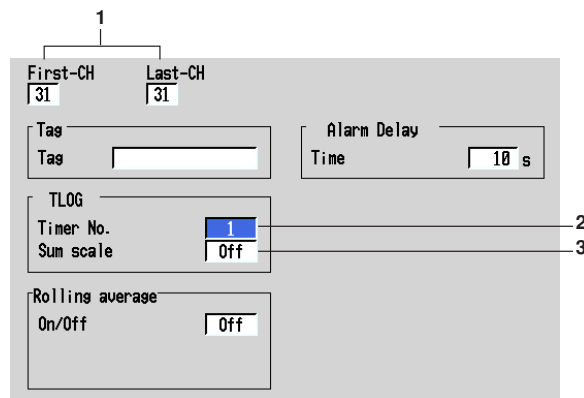 1
First-CH Last-CH
31 31
Tag
Tag
Alarm Delay
Time 10 s
TLOG
Timer No. 1 2
Sum scale Off 3
Rolling average
On/Off Off